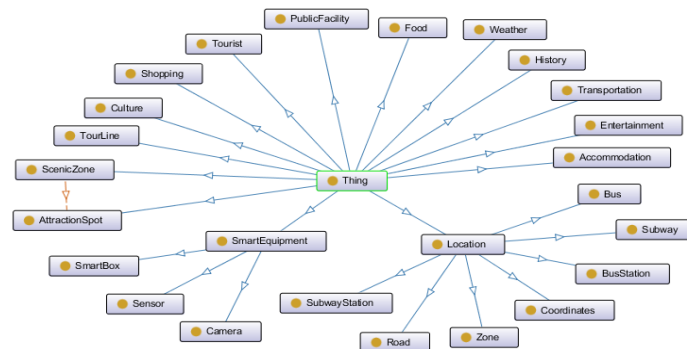 PublicFacility
Food
Weather
Tourist
History
Shopping
Transportation
Culture
Entertainment
TourLine
Accommodation
ScenicZone
Thing
Bus
AttractionSpot
Subway
SmartEquipment
Location
SmartBox
BusStation
Sensor
SubwayStation
Coordinates
Camera
Road
Zone